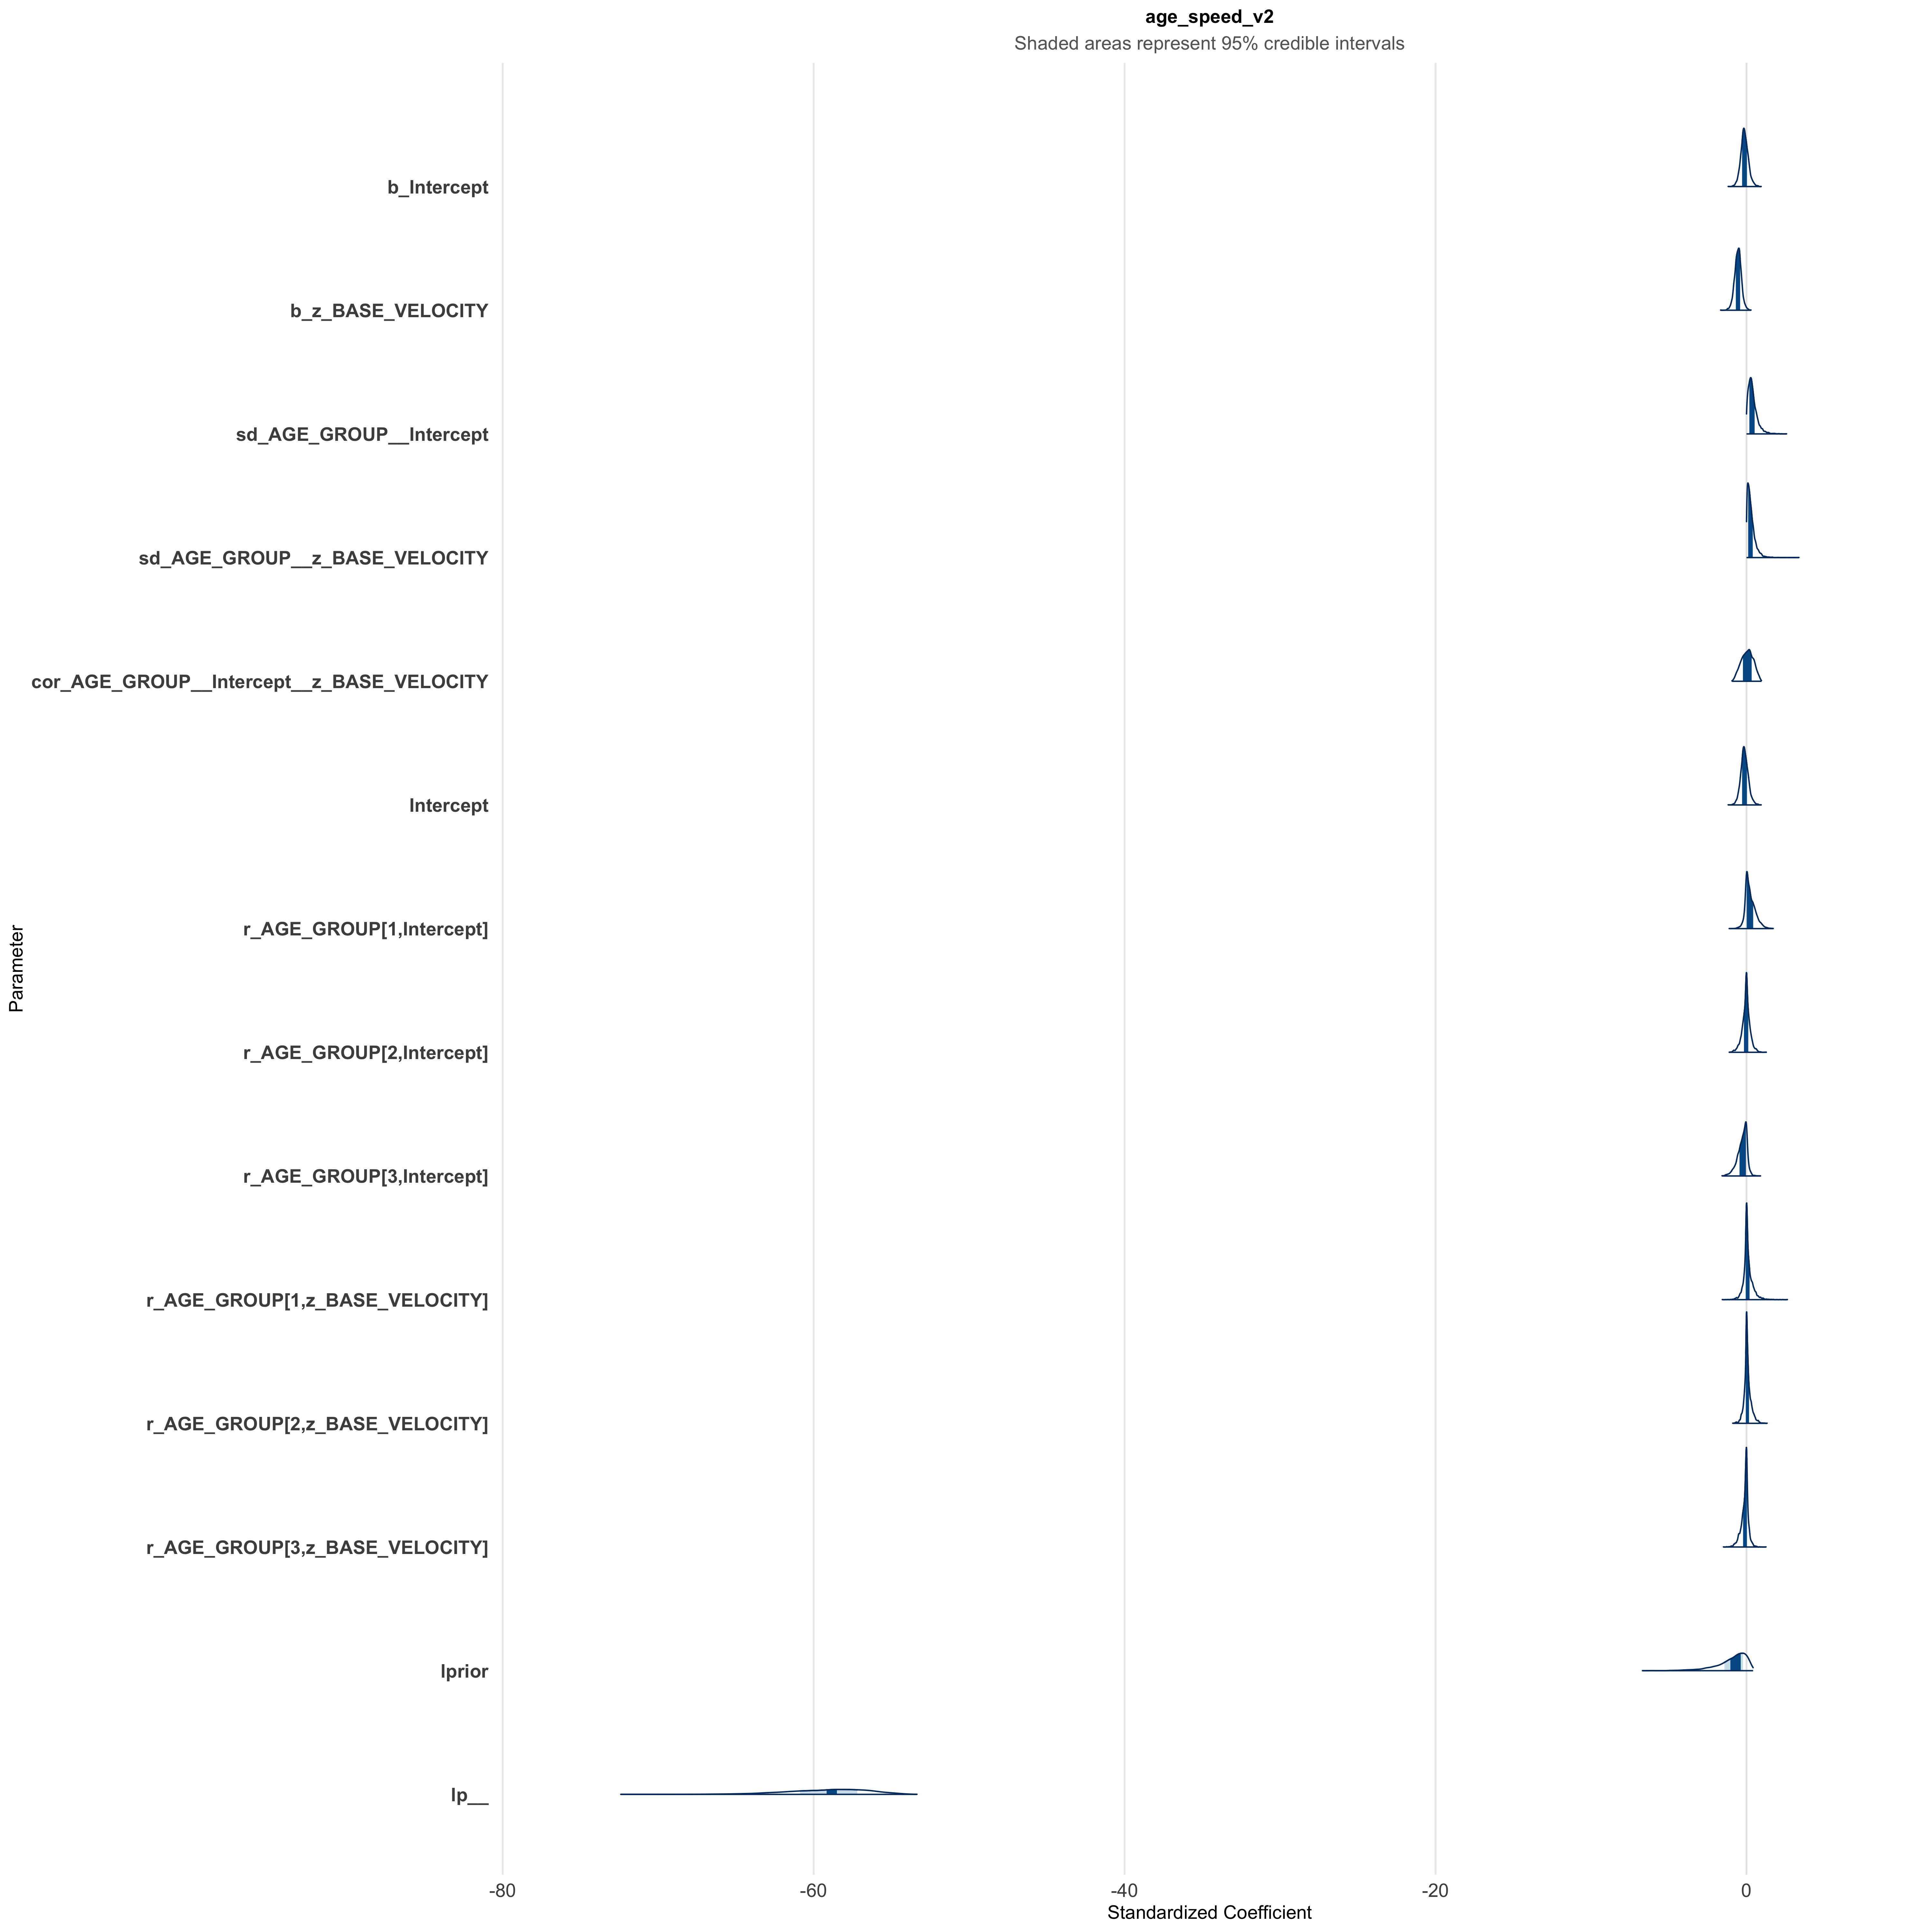 age_speed_v2
Shaded areas represent 95% credible intervals
b_Intercept
b_z_BASE_VELOCITY
sd_AGE_GROUP__Intercept
sd_AGE_GROUP__z_BASE_VELOCITY
cor_AGE_GROUP__Intercept__z_BASE_VELOCITY
Intercept
r_AGE_GROUP[1,Intercept]
Parameter
r_AGE_GROUP[2,Intercept]
r_AGE_GROUP[3,Intercept]
r_AGE_GROUP[1,z_BASE_VELOCITY]
r_AGE_GROUP[2,z_BASE_VELOCITY]
r_AGE_GROUP[3,z_BASE_VELOCITY]
lprior
lp__
-80 -60 -40 -20 0
Standardized Coefficient